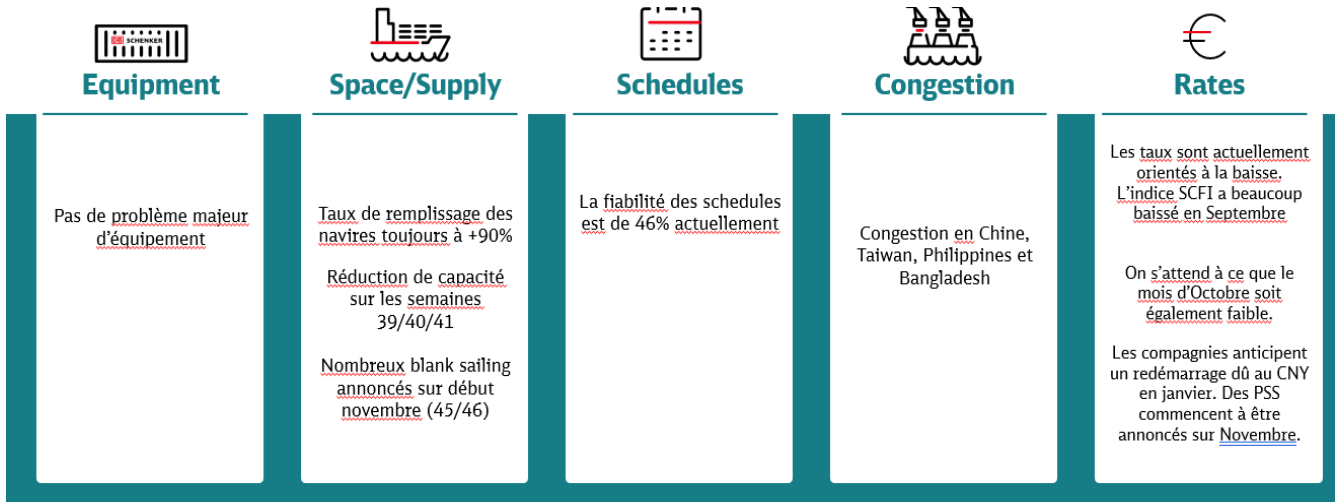 DB SCHENKER
Equipment
Pas de problème majeur
d'équipement
Space/Supply
Taux de remplissage des
navires toujours à +90%
Réduction de capacité
sur les semaines
39/40/41
Nombreux blank sailing
annoncés sur début
novembre (45/46)
Schedules
La fiabilité des schedules
est de 46% actuellement
Congestion
Congestion en Chine,
Taiwan, Philippines et
Bangladesh
€
Rates
Les taux sont actuellement
orientés à la baisse.
L'indice SCFI a beaucoup
baissé en Septembre
On s'attend à ce que le
mois d'Octobre soit
également faible.
Les compagnies anticipent
un redémarrage dû au CNY
en janvier. Des PSS
commencent à être
annoncés sur Novembre.